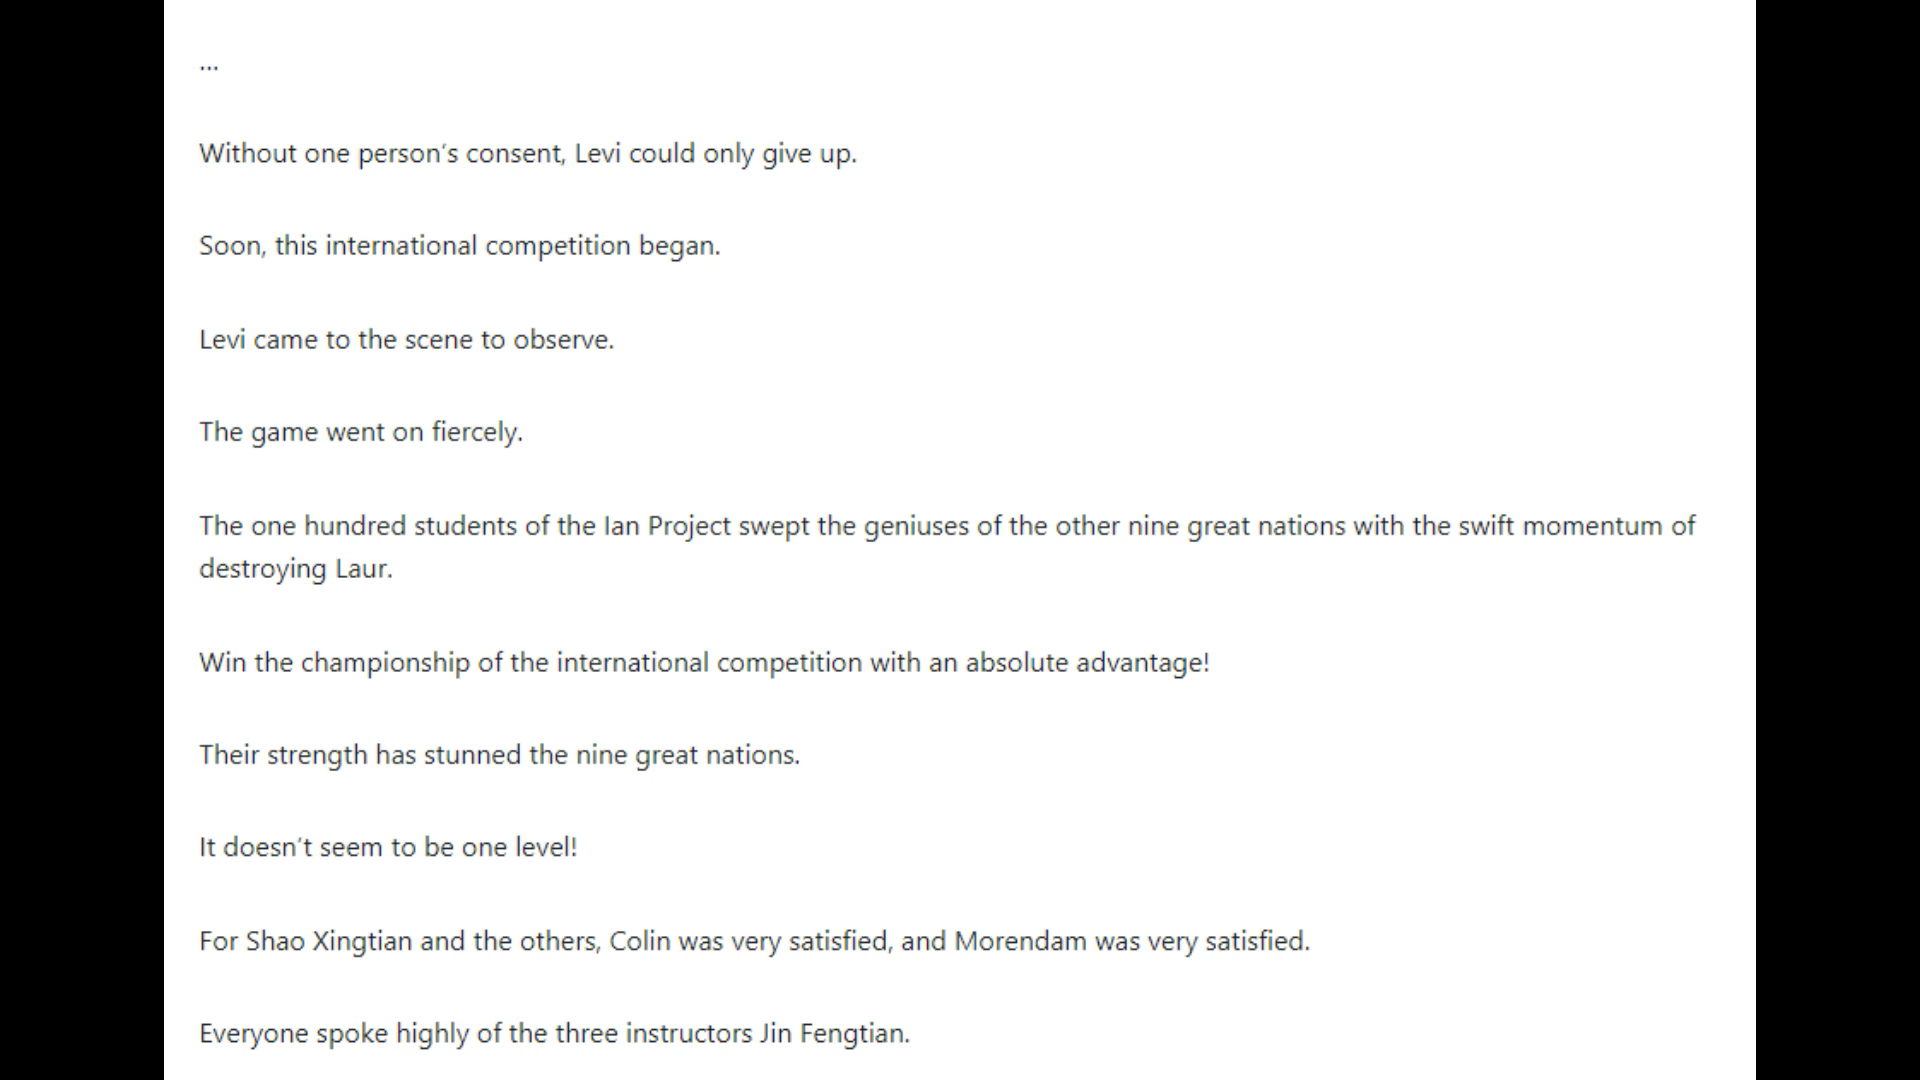 ...
Without one person’s consent, Levi could only give up.
Soon, this international competition began.
Levi came to the scene to observe.
The game went on fiercely.
The one hundred students of the Ian Project swept the geniuses of the other nine great nations with the swift momentum of
destroying Laur.
Win the championship of the international competition with an absolute advantage!
Their strength has stunned the nine great nations.
It doesn’t seem to be one level!
For Shao Xingtian and the others, Colin was very satisfied, and Morendam was very satisfied.
Everyone spoke highly of the three instructors Jin Fengtian.